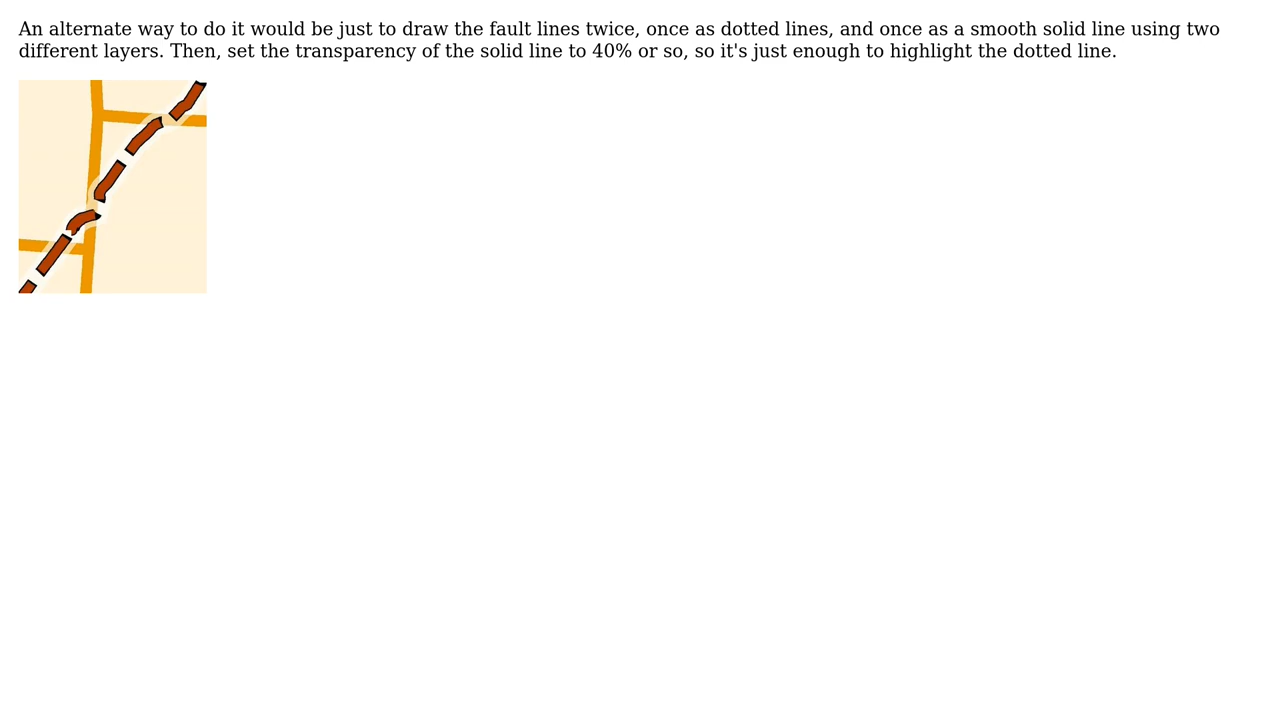 An alternate way to do it would be just to draw the fault lines twice, once as dotted lines, and once as a smooth solid line using two
different layers. Then, set the transparency of the solid line to 40% or so, so it's just enough to highlight the dotted line.